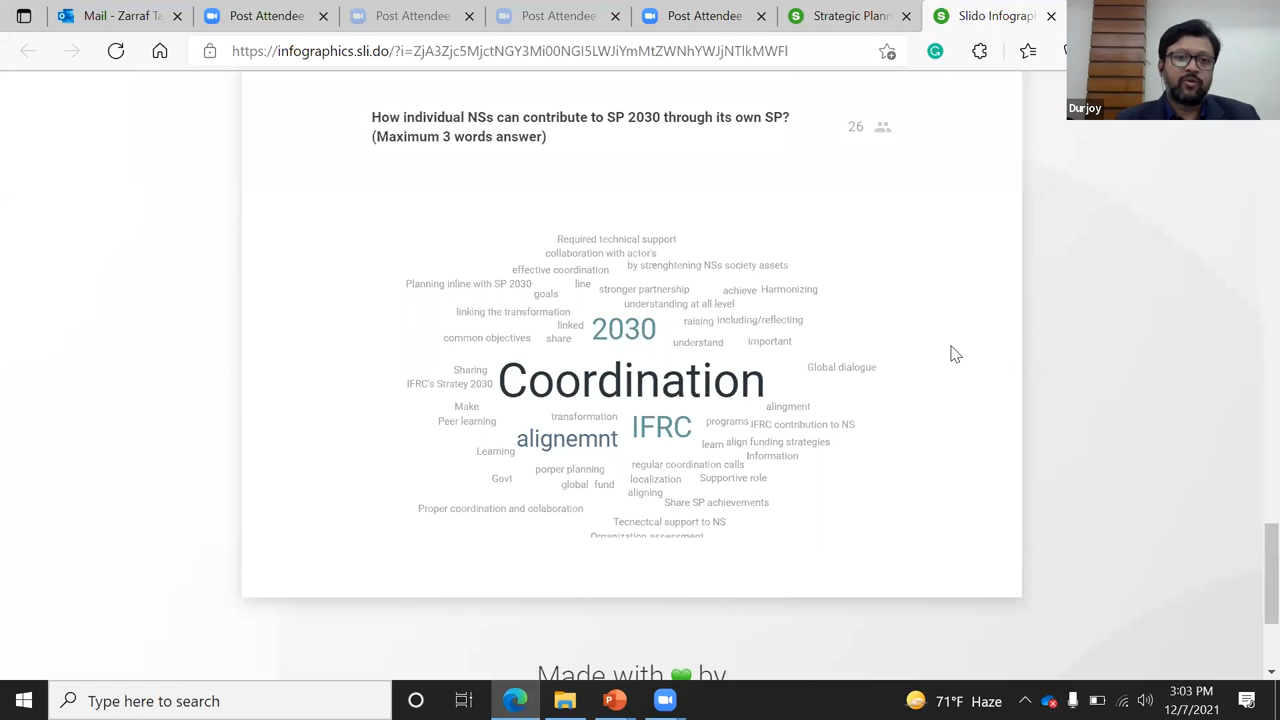 Mail - Zarraf Ta
Post Attendee
Post Attendee
Post Attendee
Post Attendee
Strategic Plann
Slido Infograp
https://infographics.sli.do/?i=ZjA3Zjc5MjctNGY3Mi00NGI5LWJiYmMtZWNhYWJjNTlkMWFl
Durjoy
How individual NSs can contribute to SP 2030 through its own SP?
(Maximum 3 words answer)
26
Required technical support
collaboration with actor's
effective coordination
by strenghtening NSs society assets
Planning inline with SP 2030
line
stronger partnership
achieve
Harmonizing
goals
understanding at all level
linking the transformation
linked
2030
raising
including/reflecting
common objectives
share
understand
important
Sharing
Global dialogue
IFRC's Stratey 2030
Coordination
Make
alingment
Peer learning
transformation
IFRC
programs
IFRC contribution to NS
alignemnt
learn
align funding strategies
Learning
Information
porper planning
regular coordination calls
Govt
global
fund
localization
Supportive role
aligning
Share SP achievements
Proper coordination and colaboration
Tecnectcal support to NS
Organization assessment
Made with by
Type here to search
71°F Haze
3:03 PM
12/7/2021